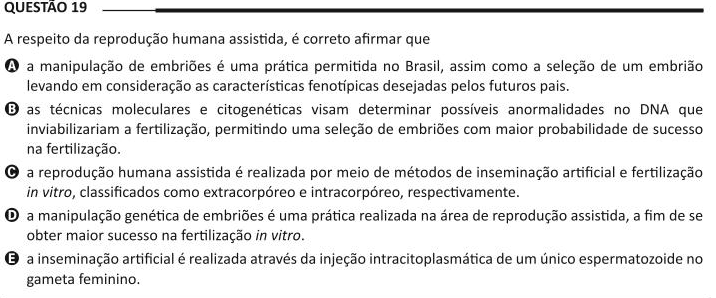 QUESTÃO 19
A respeito da reprodução humana assistida, é correto afirmar que
A a manipulação de embriões é uma prática permitida no Brasil, assim como a seleção de um embrião
levando em consideração as características fenotípicas desejadas pelos futuros pais.
B as técnicas moleculares e citogenéticas visam determinar possíveis anormalidades no DNA que
inviabilizariam a fertilização, permitindo uma seleção de embriões com maior probabilidade de sucesso
na fertilização.
C a reprodução humana assistida é realizada por meio de métodos de inseminação artificial e fertilização
in vitro, classificados como extracorpóreo e intracorpóreo, respectivamente.
D a manipulação genética de embriões é uma prática realizada na área de reprodução assistida, a fim de se
obter maior sucesso na fertilização in vitro.
E a inseminação artificial é realizada através da injeção intracitoplasmática de um único espermatozoide no
gameta feminino.